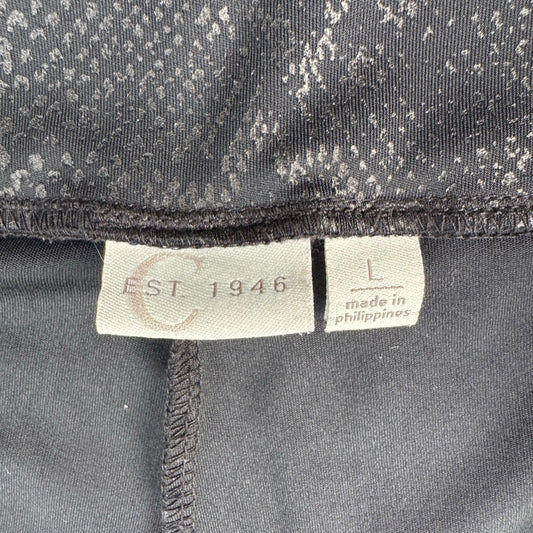 C
EST. 1946
L
made in
philippines